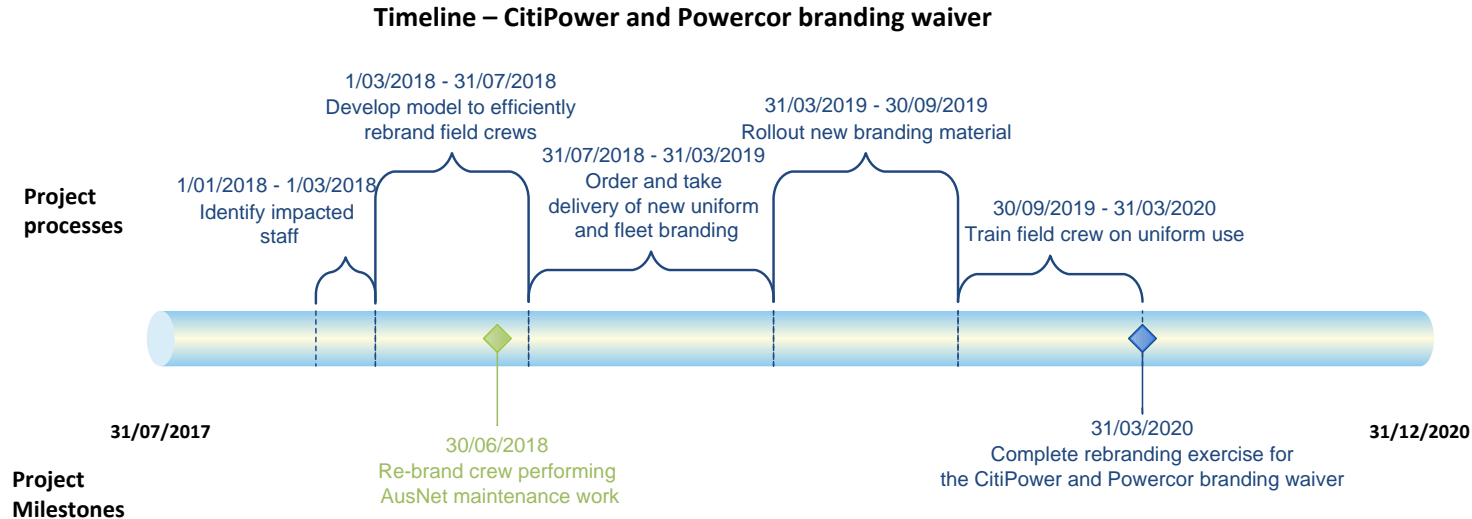 Timeline – CitiPower and Powercor branding waiver
1/03/2018 - 31/07/2018
Develop model to efficiently
rebrand field crews
31/03/2019 - 30/09/2019
Rollout new branding material
31/07/2018 - 31/03/2019
Order and take
delivery of new uniform
and fleet branding
1/01/2018 - 1/03/2018
Identify impacted
staff
30/09/2019 - 31/03/2020
Train field crew on uniform use
Project
processes
31/07/2017
31/12/2020
30/06/2018
Re-brand crew performing
AusNet maintenance work
31/03/2020
Complete rebranding exercise for
the CitiPower and Powercor branding waiver
Project
Milestones